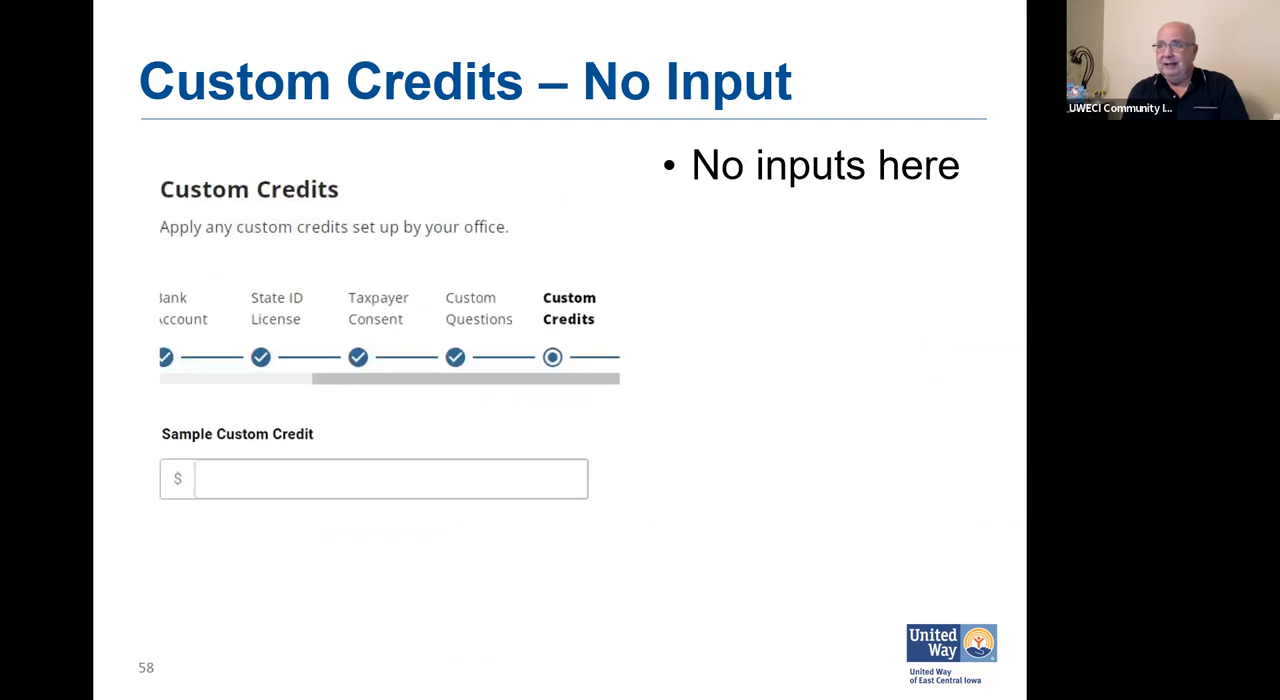 Custom Credits – No Input
• No inputs here
Custom Credits
Apply any custom credits set up by your office.
State ID
License
Taxpayer
Consent
Custom
Questions
Custom
Credits
Sample Custom Credit
$
58
United
Way
United Way
of East Central Iowa
UWECI Community I...